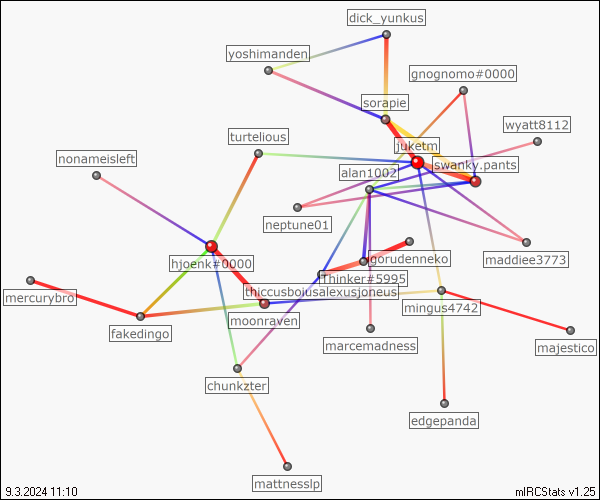 dick_yunkus
yoshimanden
gnognomo#0000
sorapie
wyatt8112
turtelious
juketm
nonameisleft
swanky.pants
alan1002
neptune01
maddiee3773
hjoenk#0000
gorudenneko
Thinker#5995
mercurybro
thiccusboiusalexusjoneus
moonraven
mingus4742
fakedingo
marcemadness
majestico
chunkzter
edgepanda
mattnesslp
9.3.2024 11:10
mIRCStats v1.25